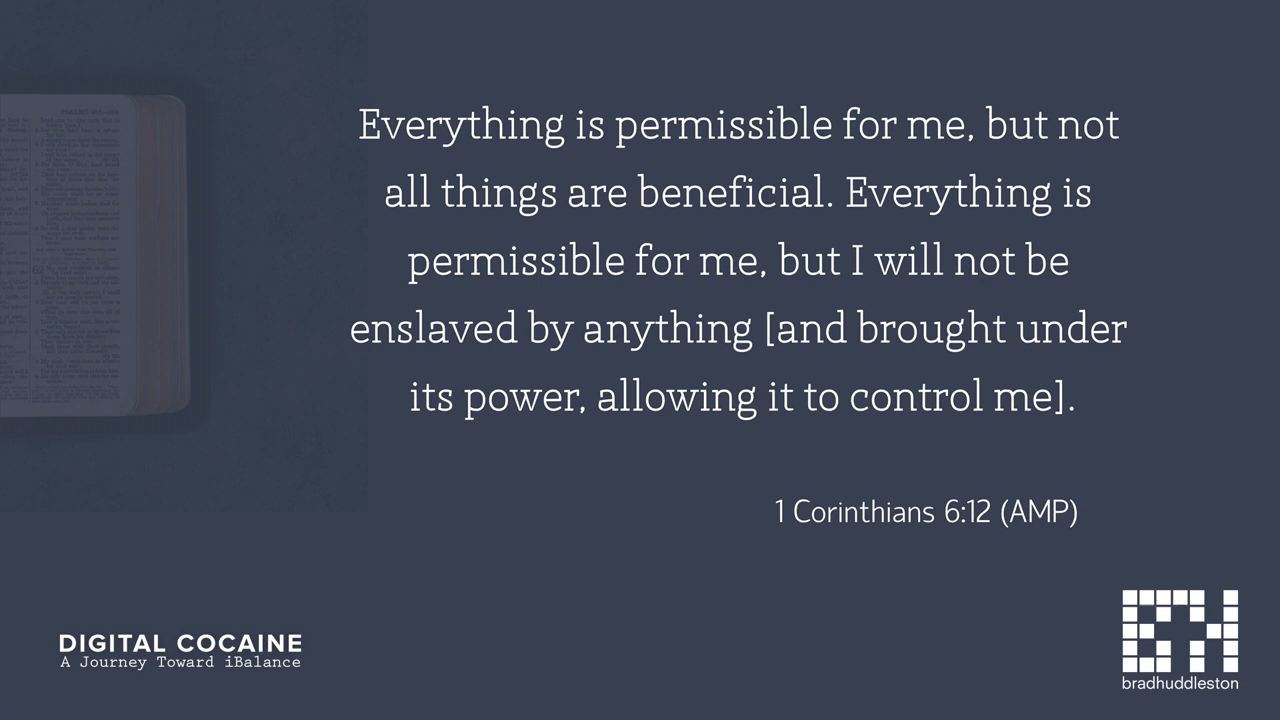 Everything is permissible for me, but not
all things are beneficial. Everything is
permissible for me, but I will not be
enslaved by anything [and brought under
its power, allowing it to control me].
1 Corinthians 6:12 (AMP)
DIGITAL COCAINE
A Journey Toward iBalance
bradhuddleston